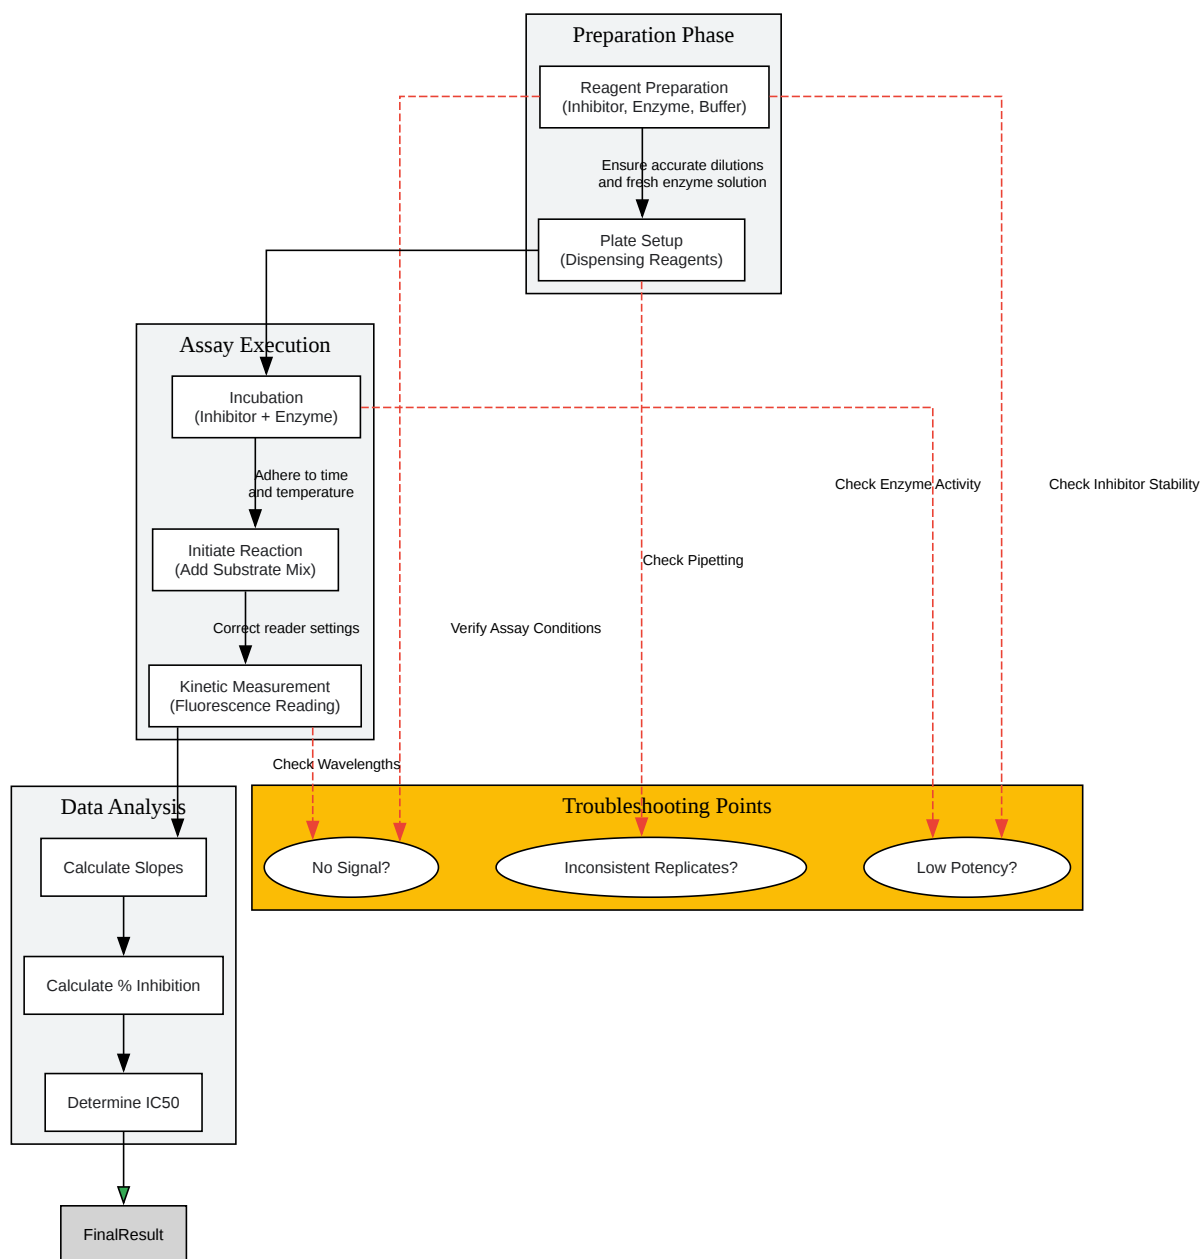 Preparation Phase
Reagent Preparation
(Inhibitor, Enzyme, Buffer)
Ensure accurate dilutions
and fresh enzyme solution
Plate Setup
(Dispensing Reagents)
Assay Execution
Incubation
(Inhibitor + Enzyme)
Adhere to time
and temperature
Check Enzyme Activity
Check Inhibitor Stability
Initiate Reaction
(Add Substrate Mix)
Check Pipetting
Correct reader settings
Verify Assay Conditions
Kinetic Measurement
(Fluorescence Reading)
Check Wavelengths
Data Analysis
Troubleshooting Points
Calculate Slopes
No Signal?
Inconsistent Replicates?
Low Potency?
Calculate % Inhibition
Determine IC50
FinalResult